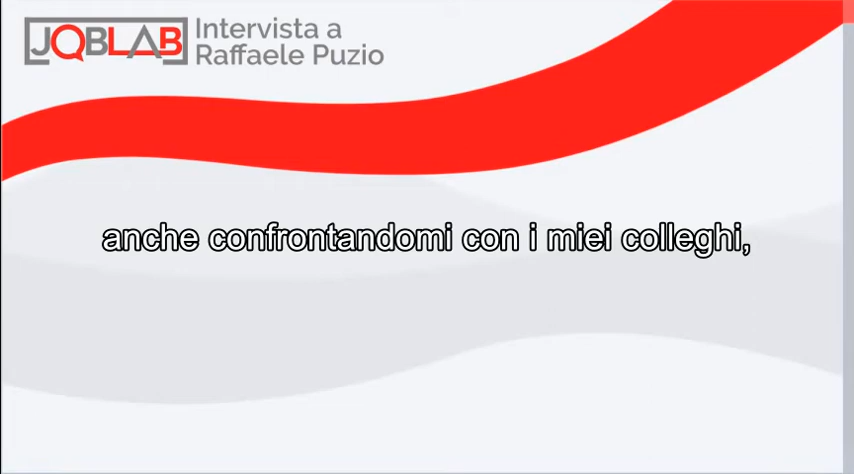 JOBLAB
Intervista a
Raffaele Puzio
anche confrontandomi con i miei colleghi,